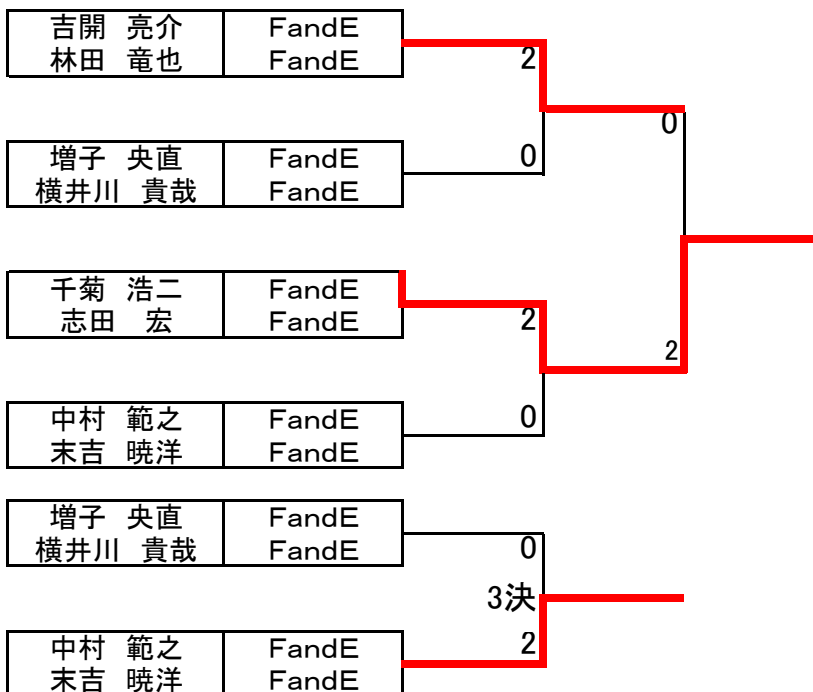 吉開 亮介 FandE
林田 竜也 FandE
2
0
増子 央直 FandE
横井川 貴哉 FandE
0
千菊 浩二 FandE
志田 宏 FandE
2
2
中村 範之 FandE
末吉 暁洋 FandE
0
増子 央直 FandE
横井川 貴哉 FandE
0
3決
中村 範之 FandE
末吉 暁洋 FandE
2